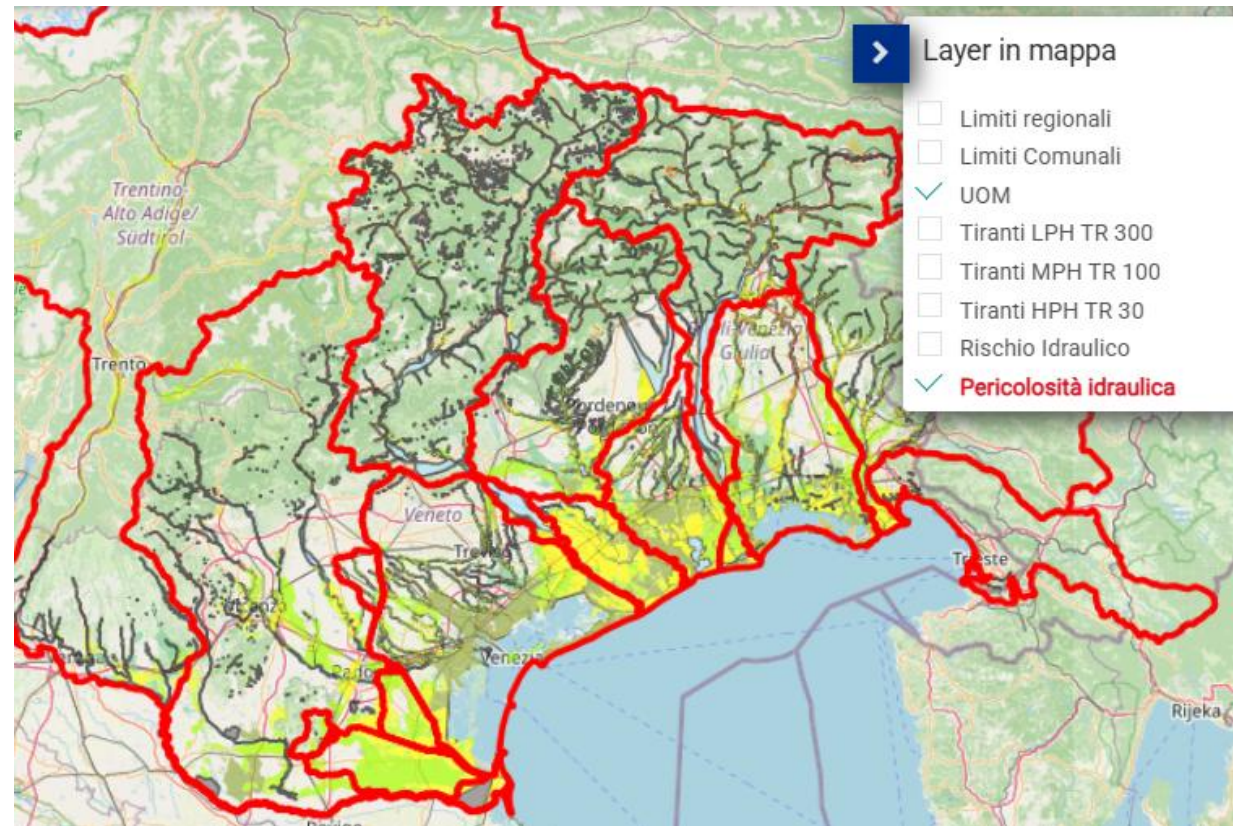 Layer in mappa
Limiti regionali
Limiti Comunali
UOM
Tiranti LPH TR 300
Tiranti MPH TR 100
Tiranti HPH TR 30
Rischio Idraulico
Pericolosità idraulica
Trentino-
Alto Adige/
Südtirol
Trento
Giulia
Veneto
Venezia
Trieste
Rijeka